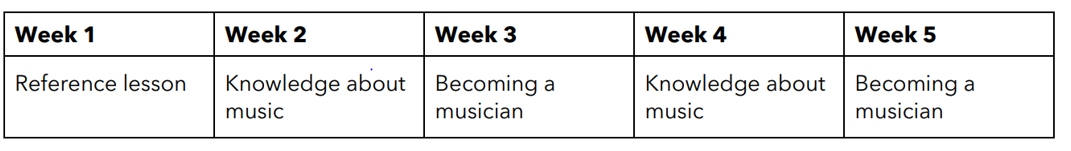 Week 1 Week 2 Week 3 Week 4 Week 5
Reference lesson Knowledge about Becoming a Knowledge about Becoming a
music musician music musician